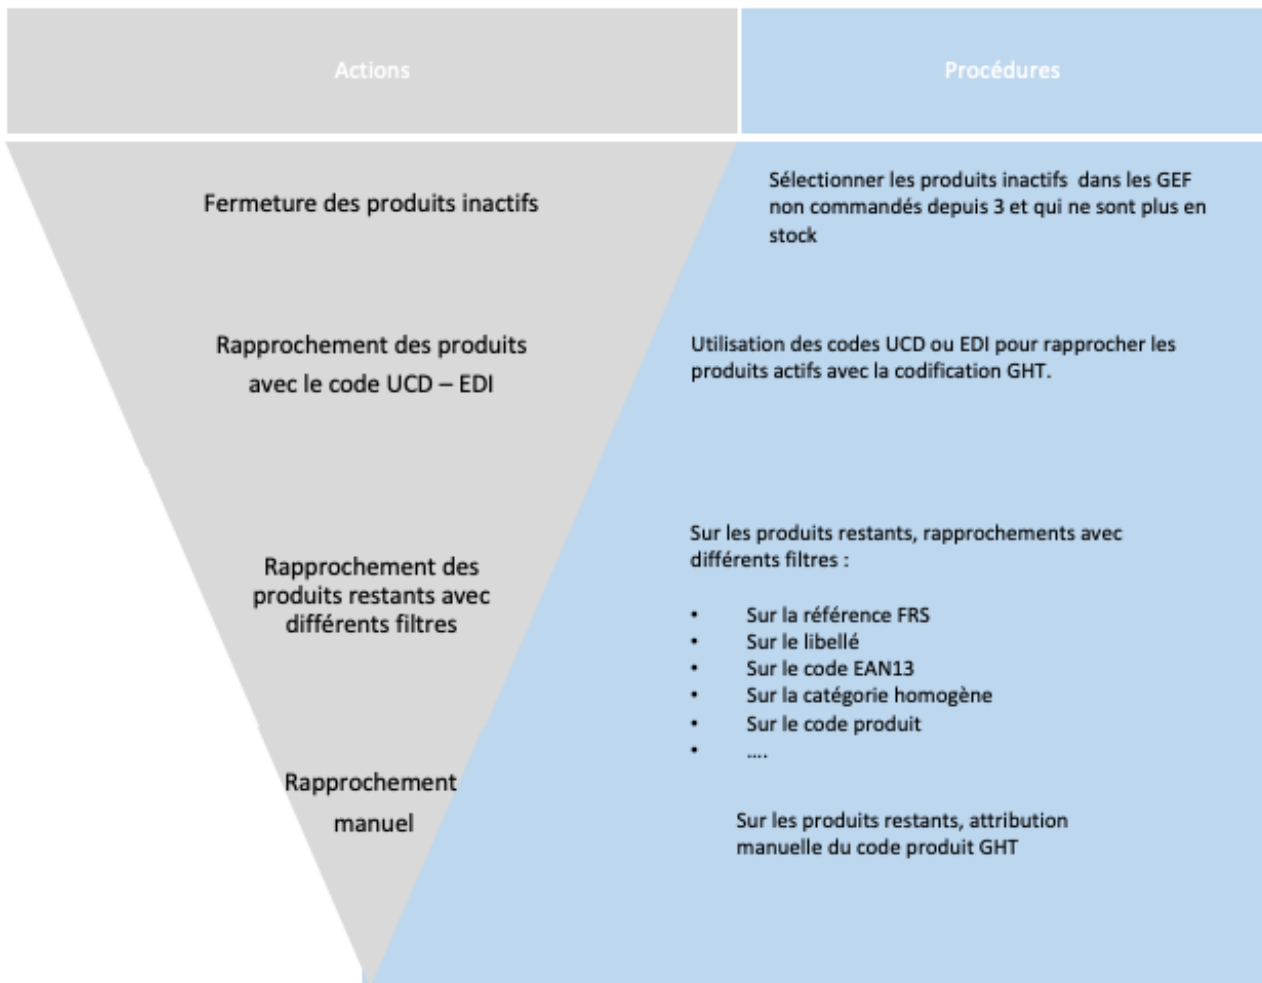 Actions
Procédures
Fermeture des produits inactifs
Sélectionner les produits inactifs dans les GEF
non commandés depuis 3 et qui ne sont plus en
stock
Rapprochement des produits
avec le code UCD – EDI
Utilisation des codes UCD ou EDI pour rapprocher les
produits actifs avec la codification GHT.
Rapprochement des
produits restants avec
différents filtres
Sur les produits restants, rapprochements avec
différents filtres :
• Sur la référence FRS
• Sur le libellé
• Sur le code EAN13
• Sur la catégorie homogène
• Sur le code produit
• ....
Rapprochement
manuel
Sur les produits restants, attribution
manuelle du code produit GHT